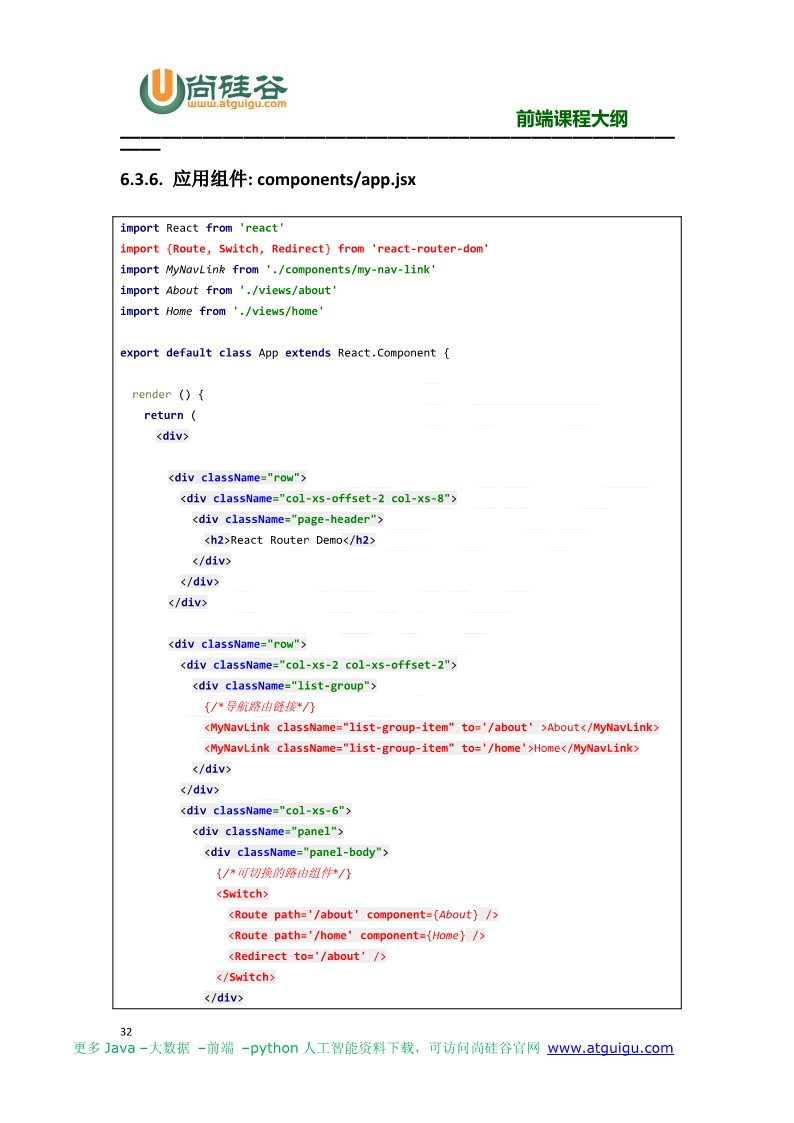 尚硅谷
www.atguigu.com
前端课程大纲
6.3.6. 应用组件: components/app.jsx
import React from 'react'
import {Route, Switch, Redirect} from 'react-router-dom'
import MyNavLink from './components/my-nav-link'
import About from './views/about'
import Home from './views/home'
export default class App extends React.Component {
render () {
return (
<div>
<div className="row">
<div className="col-xs-offset-2 col-xs-8">
<div className="page-header">
<h2>React Router Demo</h2>
</div>
</div>
</div>
<div className="row">
<div className="col-xs-2 col-xs-offset-2">
<div className="list-group">
{/*导航路由链接*/}
<MyNavLink className="list-group-item" to='/about' >About</MyNavLink>
<MyNavLink className="list-group-item" to='/home'>Home</MyNavLink>
</div>
</div>
<div className="col-xs-6">
<div className="panel">
<div className="panel-body">
{/*可切换的路由组件*/}
<Switch>
<Route path='/about' component={About} />
<Route path='/home' component={Home} />
<Redirect to='/about' />
</Switch>
</div>
32
更多 Java –大数据 –前端 –python 人工智能资料下载，可访问尚硅谷官网 www.atguigu.com